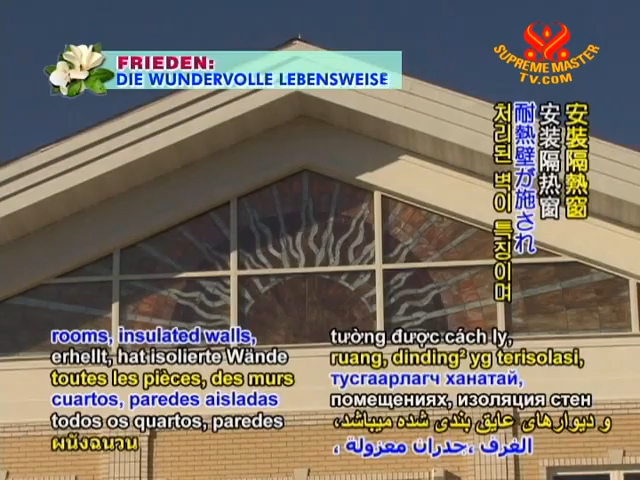 FRIEDEN:
DIE WUNDERVOLLE LEBENSWEISE
SUPREME MASTER
TV.COM
安裝隔熱窗
安装隔热窗
耐熱壁が施され
처리된 벽이 특징이며
rooms, insulated walls,
erhellt, hat isolierte Wände
toutes les pièces, des murs
cuartos, paredes aisladas
todos os quartos, paredes
ผนังฉนวน
tường được cách ly,
ruang, dinding² yg terisolasi,
тусгаарлагч ханатай,
помещениях, изоляция стен
و دیوارهای عایق بندی شده میباشد،
الغرف ،جدران معزولة ،